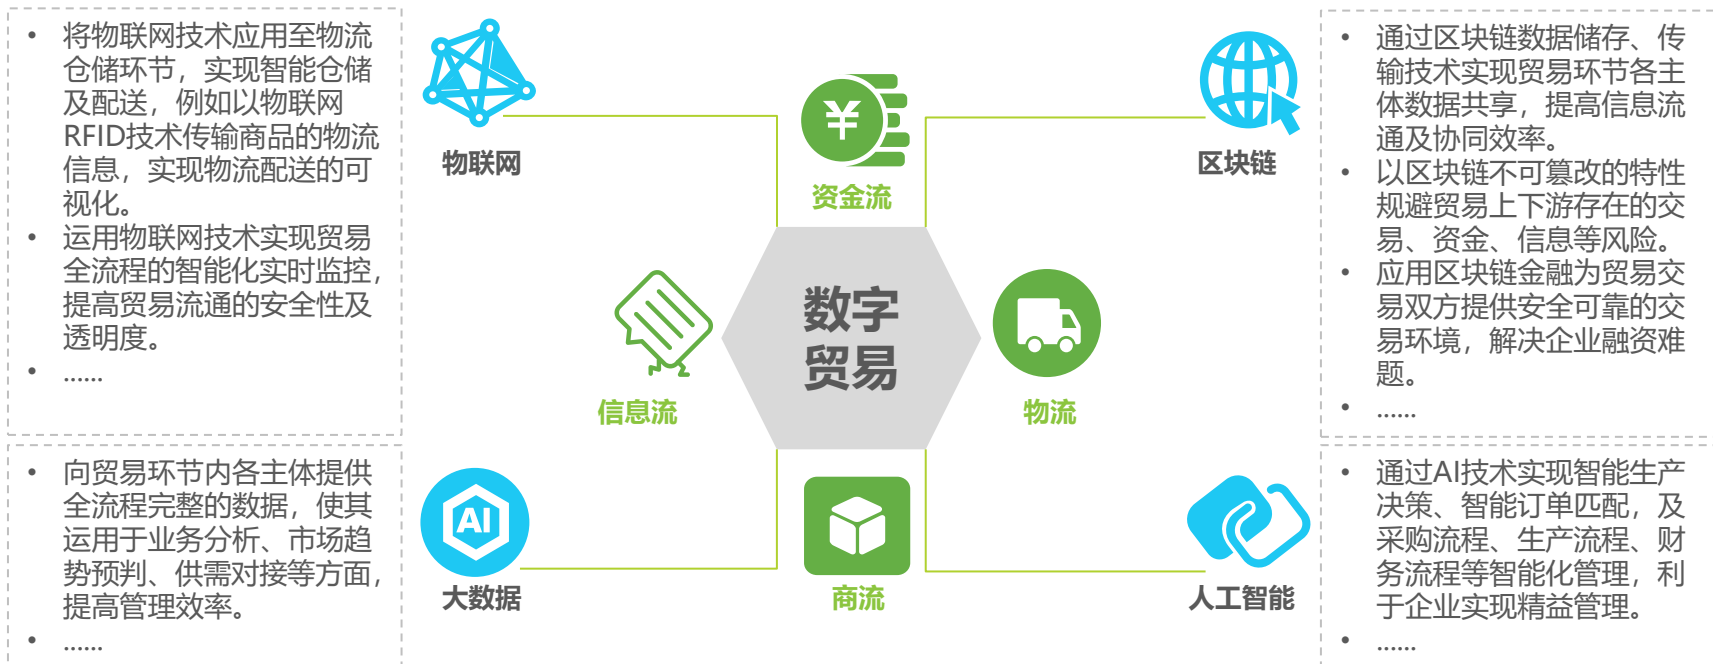 • 将物联网技术应用至物流
仓储环节，实现智能仓储
及配送，例如以物联网
RFID技术传输商品的物流
信息，实现物流配送的可
视化。
• 运用物联网技术实现贸易
全流程的智能化实时监控，
提高贸易流通的安全性及
透明度。
• ……
物联网
¥
资金流
区块链
• 通过区块链数据储存、传
输技术实现贸易环节各主
体数据共享，提高信息流
通及协同效率。
• 以区块链不可篡改的特性
规避贸易上下游存在的交
易、资金、信息等风险。
• 应用区块链金融为贸易交
易双方提供安全可靠的交
易环境，解决企业融资难
题。
• ……
信息流
数字
贸易
物流
• 向贸易环节内各主体提供
全流程完整的数据，使其
运用于业务分析、市场趋
势预判、供需对接等方面，
提高管理效率。
• ……
AI
大数据
商流
人工智能
• 通过AI技术实现智能生产
决策、智能订单匹配，及
采购流程、生产流程、财
务流程等智能化管理，利
于企业实现精益管理。
• ……